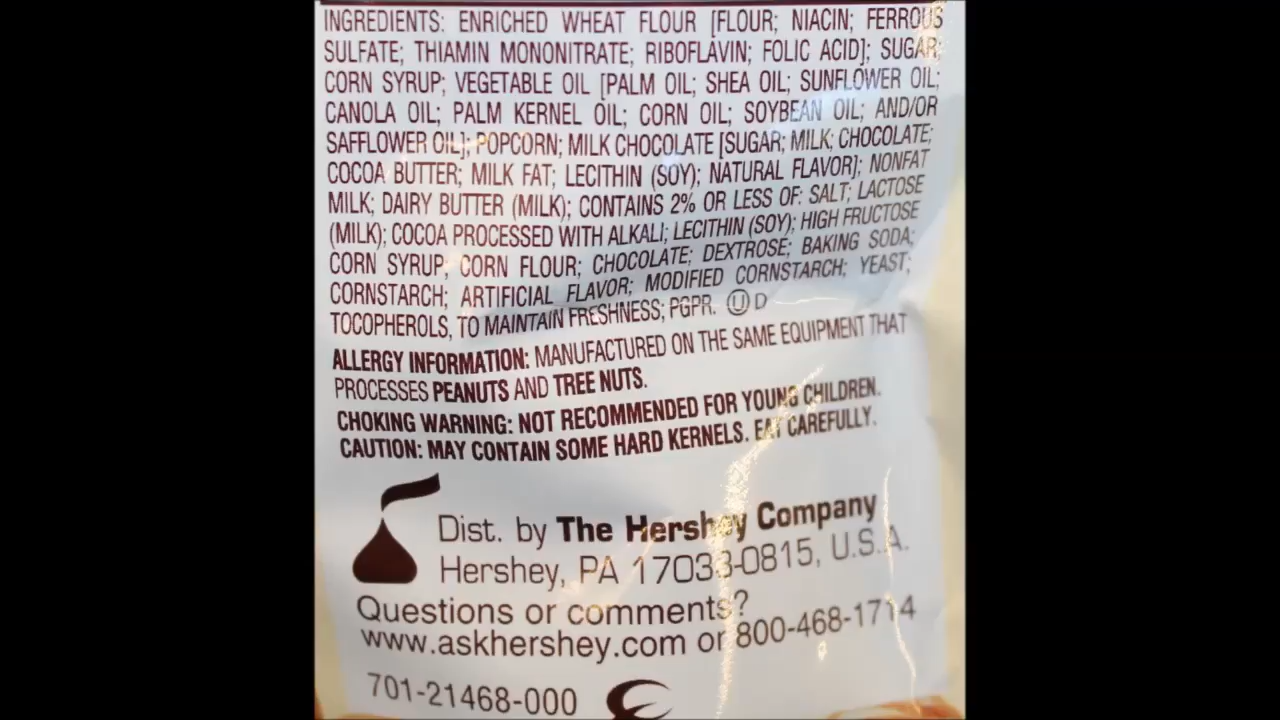 INGREDIENTS: ENRICHED WHEAT FLOUR [FLOUR; NIACIN; FERROUS
SULFATE; THIAMIN MONONITRATE; RIBOFLAVIN; FOLIC ACID]; SUGAR;
CORN SYRUP; VEGETABLE OIL [PALM OIL; SHEA OIL; SUNFLOWER OIL;
CANOLA OIL; PALM KERNEL OIL; CORN OIL; SOYBEAN OIL; AND/OR
SAFFLOWER OIL]; POPCORN; MILK CHOCOLATE [SUGAR; MILK; CHOCOLATE;
COCOA BUTTER; MILK FAT; LECITHIN (SOY); NATURAL FLAVOR]; NONFAT
MILK; DAIRY BUTTER (MILK); CONTAINS 2% OR LESS OF: SALT; LACTOSE
(MILK); COCOA PROCESSED WITH ALKALI; LECITHIN (SOY); HIGH FRUCTOSE
CORN SYRUP; CORN FLOUR; CHOCOLATE; DEXTROSE; BAKING SODA;
CORNSTARCH; ARTIFICIAL FLAVOR; MODIFIED CORNSTARCH; YEAST;
TOCOPHEROLS, TO MAINTAIN FRESHNESS; PGPR. Ⓤ D
ALLERGY INFORMATION: MANUFACTURED ON THE SAME EQUIPMENT THAT
PROCESSES PEANUTS AND TREE NUTS.
CHOKING WARNING: NOT RECOMMENDED FOR YOUNG CHILDREN.
CAUTION: MAY CONTAIN SOME HARD KERNELS. EAT CAREFULLY.
Dist. by The Hershey Company
Hershey, PA 17033-0815, U.S.A.
Questions or comments?
www.askhershey.com or 800-468-1714
701-21468-000